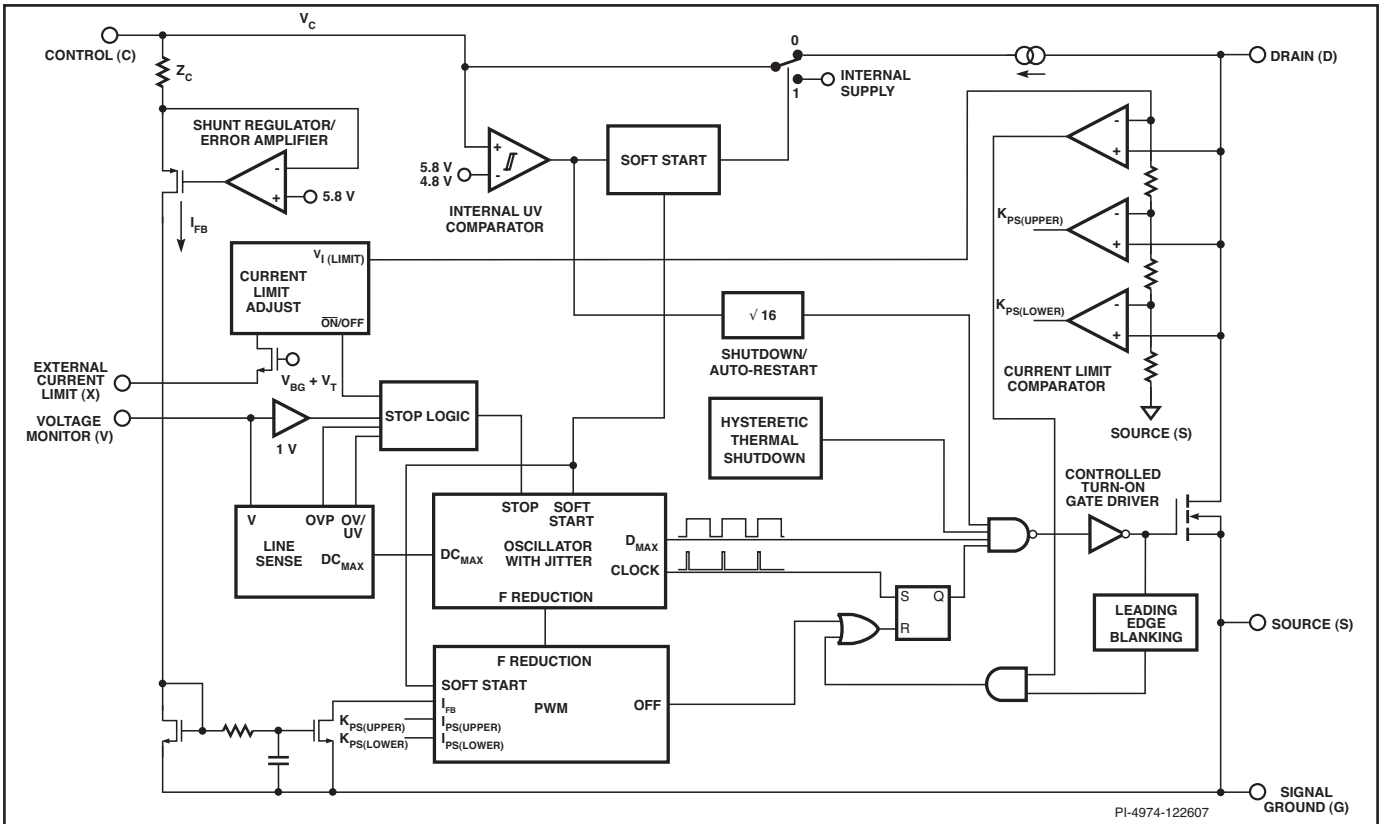 V_C
CONTROL (C)
Z_C
0
1
INTERNAL
SUPPLY
DRAIN (D)
SHUNT REGULATOR/
ERROR AMPLIFIER
-
+
5.8 V
I_FB
+
-
5.8 V
4.8 V
INTERNAL UV
COMPARATOR
SOFT START
-
+
K_PS(UPPER)
-
+
K_PS(LOWER)
-
+
CURRENT LIMIT
COMPARATOR
SOURCE (S)
V_I (LIMIT)
CURRENT
LIMIT
ADJUST
ON/OFF
√ 16
SHUTDOWN/
AUTO-RESTART
EXTERNAL
CURRENT
LIMIT (X)
V_BG + V_T
VOLTAGE
MONITOR (V)
1 V
STOP LOGIC
HYSTERETIC
THERMAL
SHUTDOWN
CONTROLLED
TURN-ON
GATE DRIVER
V
OVP
OV/
UV
LINE
SENSE
DC_MAX
STOP
SOFT
START
DC_MAX
OSCILLATOR
WITH JITTER
D_MAX
CLOCK
F REDUCTION
S
Q
R
LEADING
EDGE
BLANKING
SOURCE (S)
F REDUCTION
SOFT START
PWM
OFF
I_FB
K_PS(UPPER)
I_PS(UPPER)
K_PS(LOWER)
I_PS(LOWER)
SIGNAL
GROUND (G)
PI-4974-122607